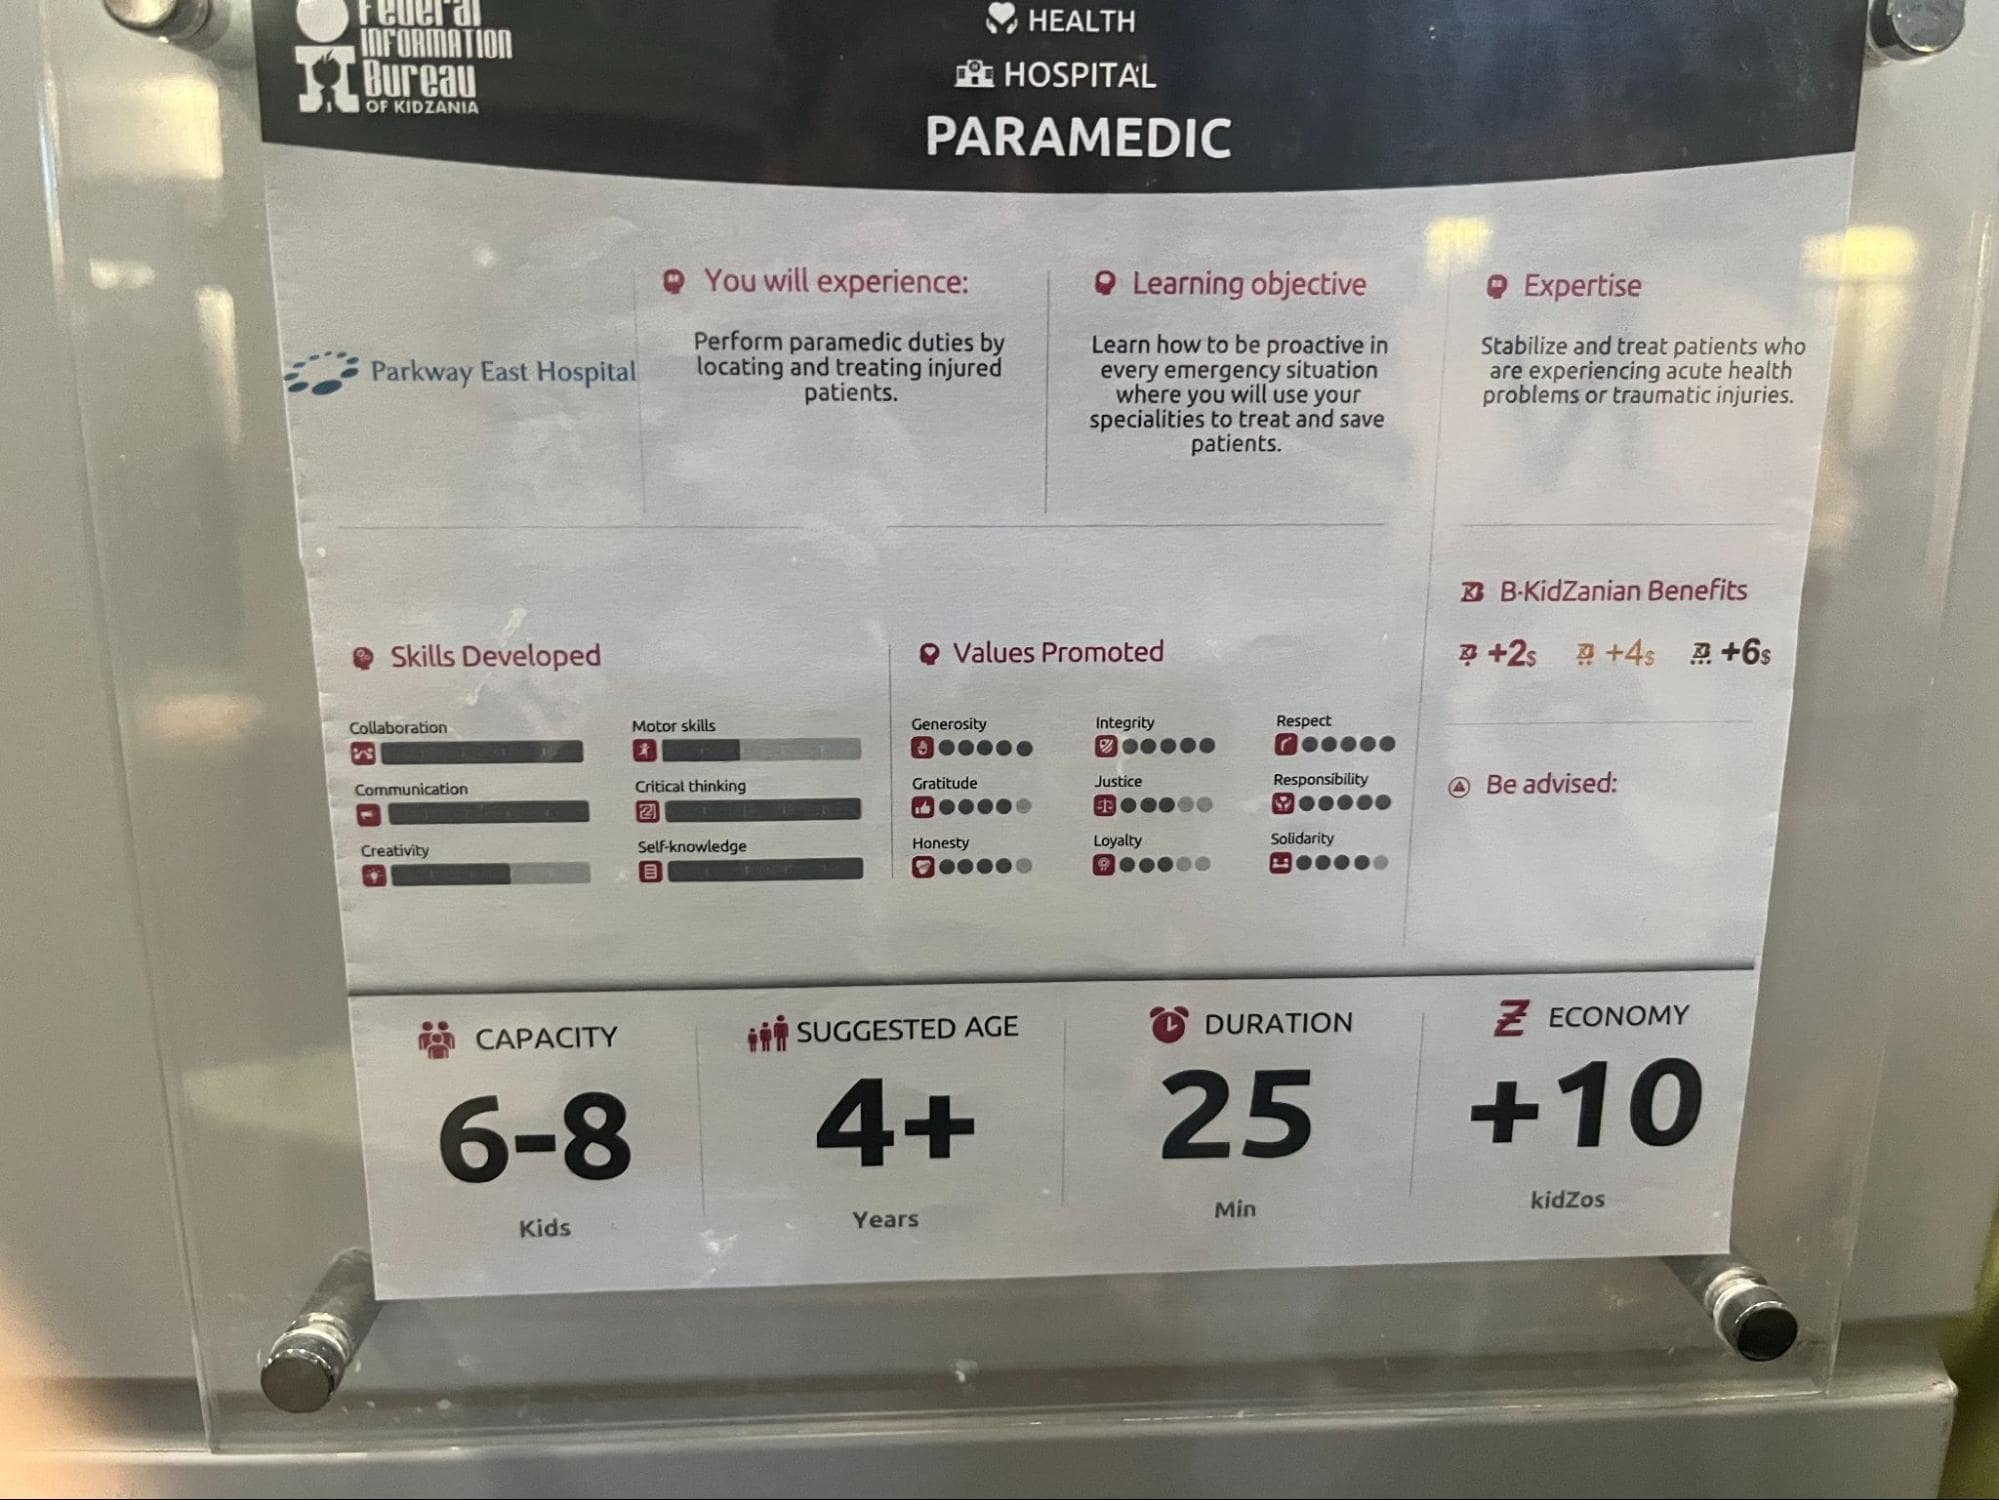 Federal
INFORMATION
Bureau
OF KIDZANIA
HEALTH
HOSPITAL
PARAMEDIC
Parkway East Hospital
You will experience:
Perform paramedic duties by
locating and treating injured
patients.
Learning objective
Learn how to be proactive in
every emergency situation
where you will use your
specialities to treat and save
patients.
Expertise
Stabilize and treat patients who
are experiencing acute health
problems or traumatic injuries.
Skills Developed
Collaboration
Motor skills
Communication
Critical thinking
Creativity
Self-knowledge
Values Promoted
Generosity
Integrity
Respect
Gratitude
Justice
Responsibility
Honesty
Loyalty
Solidarity
B·KidZanian Benefits
+2s
+4s
+6s
Be advised:
CAPACITY
6-8
Kids
SUGGESTED AGE
4+
Years
DURATION
25
Min
ECONOMY
+10
kidZos